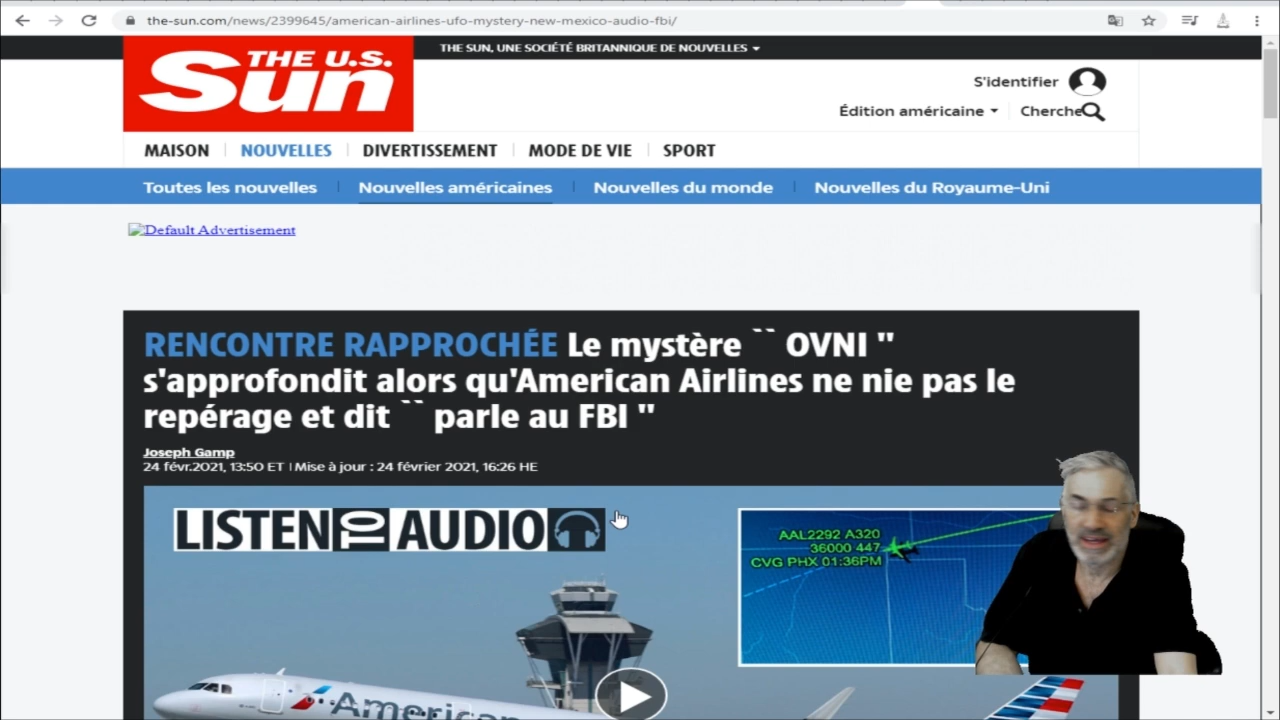 the-sun.com/news/2399645/american-airlines-ufo-mystery-new-mexico-audio-fbi/
THE SUN, UNE SOCIÉTÉ BRITANNIQUE DE NOUVELLES
THE U.S.
Sun
S'identifier
Édition américaine
Cherche
MAISON NOUVELLES DIVERTISSEMENT MODE DE VIE SPORT
Toutes les nouvelles Nouvelles américaines Nouvelles du monde Nouvelles du Royaume-Uni
Default Advertisement
RENCONTRE RAPPROCHÉE Le mystère `` OVNI "
s'approfondit alors qu'American Airlines ne nie pas le
repérage et dit `` parle au FBI "
Joseph Gamp
24 févr.2021, 13:50 ET | Mise à jour : 24 février 2021, 16:26 HE
LISTEN TO AUDIO
AAL2292 A320
36000 447
CVG PHX 01:36PM
American